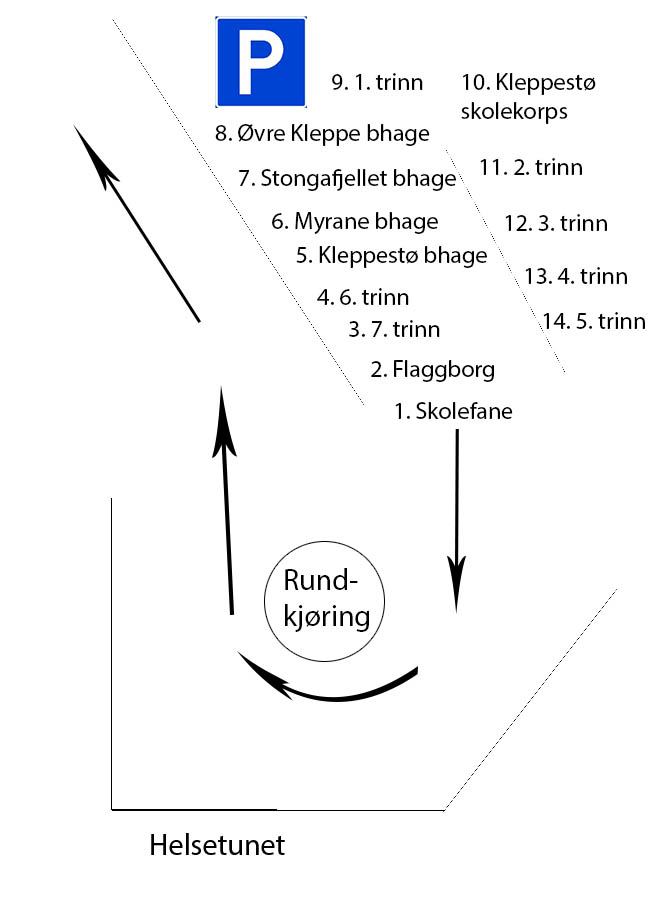 P
9. 1. trinn
10. Kleppestø
skolekorps
8. Øvre Kleppe bhage
11. 2. trinn
7. Stongafjellet bhage
6. Myrane bhage
12. 3. trinn
5. Kleppestø bhage
13. 4. trinn
4. 6. trinn
14. 5. trinn
3. 7. trinn
2. Flaggborg
1. Skolefane
Rund-
kjøring
Helsetunet